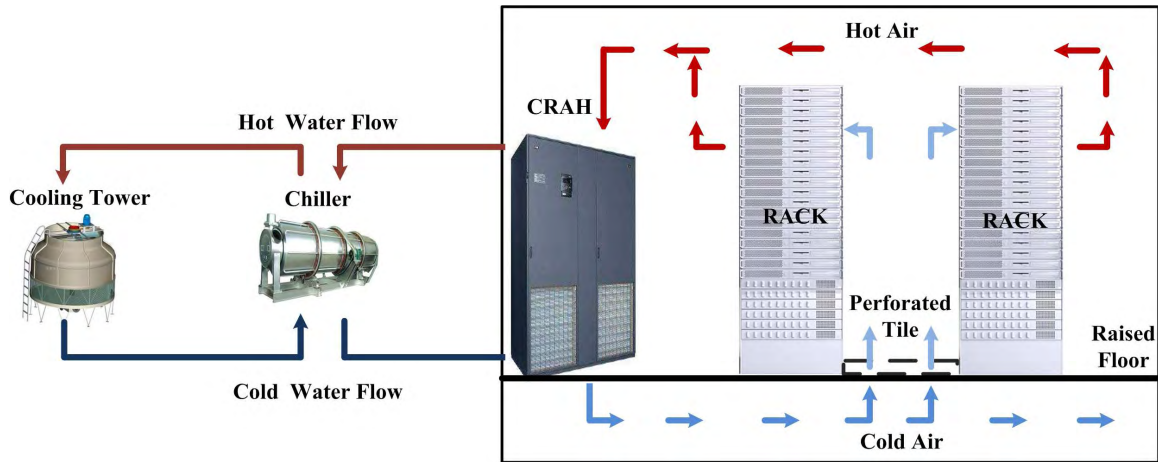 Hot Air
CRAH
Hot Water Flow
Cooling Tower
Chiller
RACK
RACK
Perforated
Tile
Raised
Floor
Cold Water Flow
Cold Air